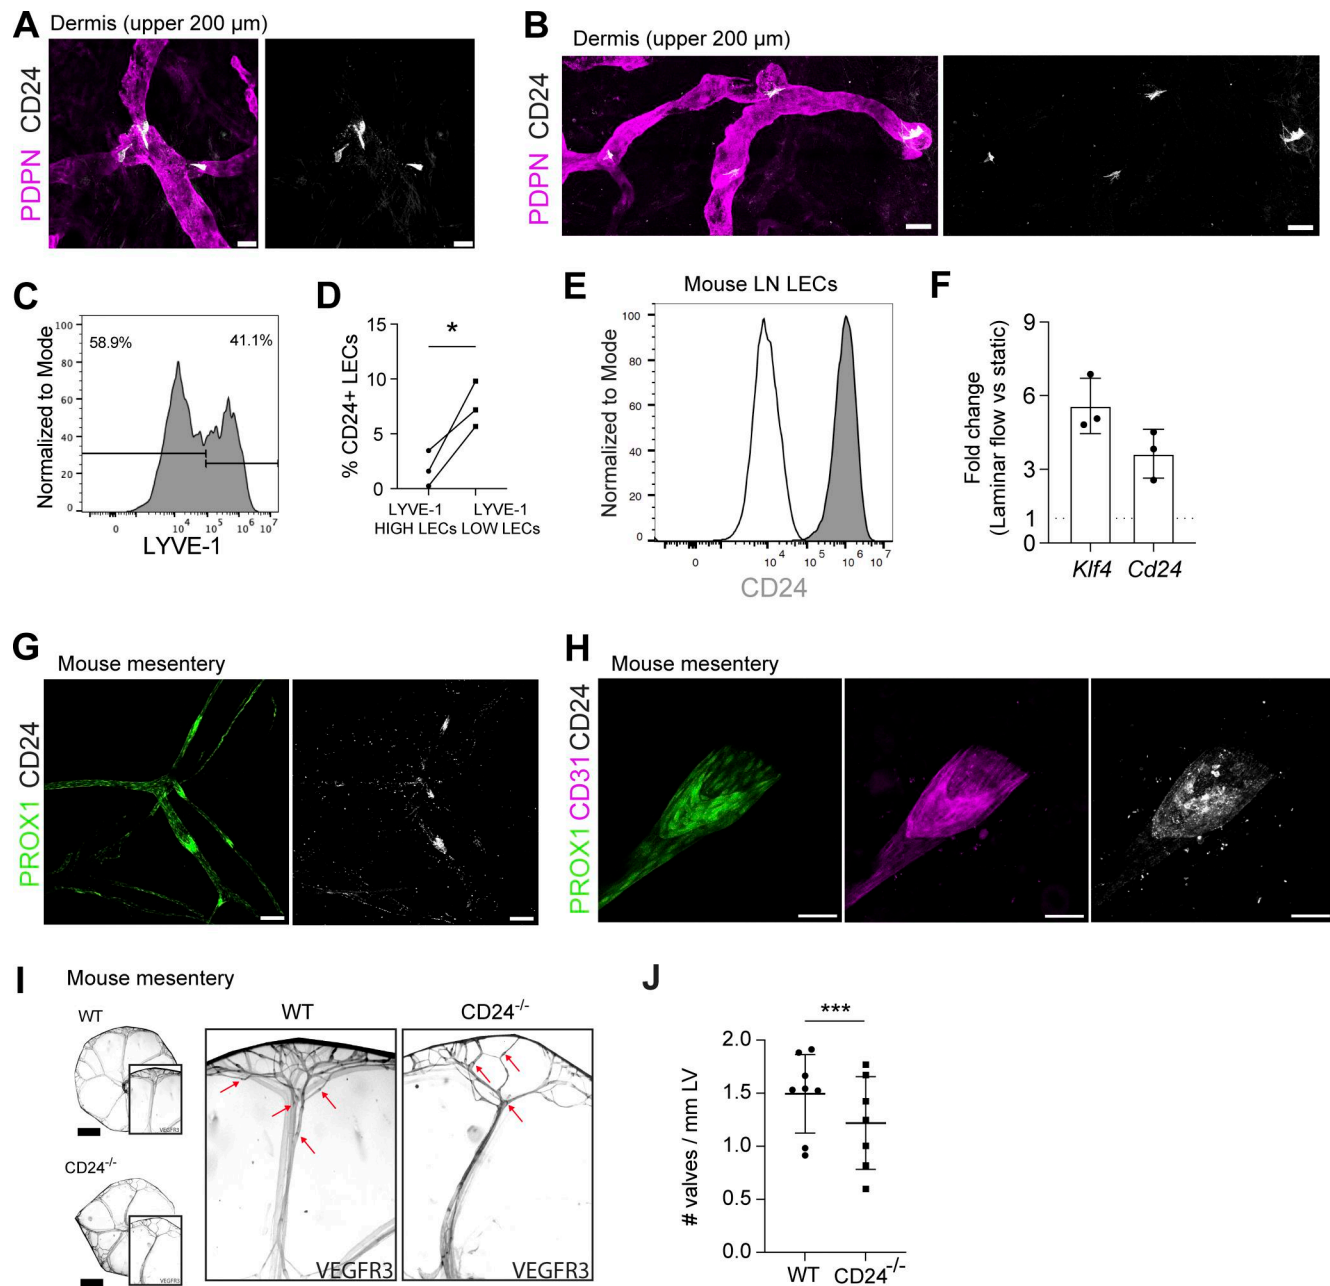 A
Dermis (upper 200 µm)
PDPN CD24
B
Dermis (upper 200 µm)
PDPN CD24
C
Normalized to Mode
100
80
60
40
20
0
58.9%
41.1%
0
10^4
10^5
10^6
10^7
LYVE-1
D
% CD24+ LECs
15
10
5
0
*
LYVE-1
HIGH LECs
LYVE-1
LOW LECs
E
Mouse LN LECs
Normalized to Mode
100
80
60
40
20
0
0
10^4
10^5
10^6
10^7
CD24
F
Fold change
(Laminar flow vs static)
9
6
3
1
0
Klf4
Cd24
G
Mouse mesentery
PROX1 CD24
H
Mouse mesentery
PROX1 CD31 CD24
I
Mouse mesentery
WT
VEGFR3
CD24-/-
VEGFR3
WT
VEGFR3
CD24-/-
VEGFR3
J
# valves / mm LV
2.0
1.5
1.0
0.5
0.0
***
WT
CD24-/-